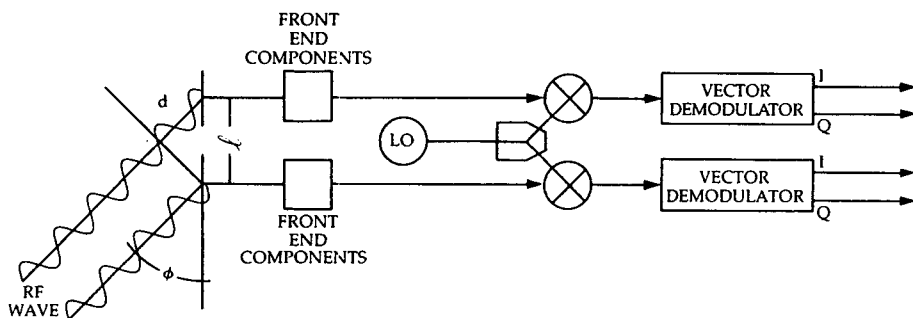 FRONT
END
COMPONENTS
d
ℓ
LO
VECTOR
DEMODULATOR
I
Q
VECTOR
DEMODULATOR
I
Q
FRONT
END
COMPONENTS
ϕ
RF
WAVE